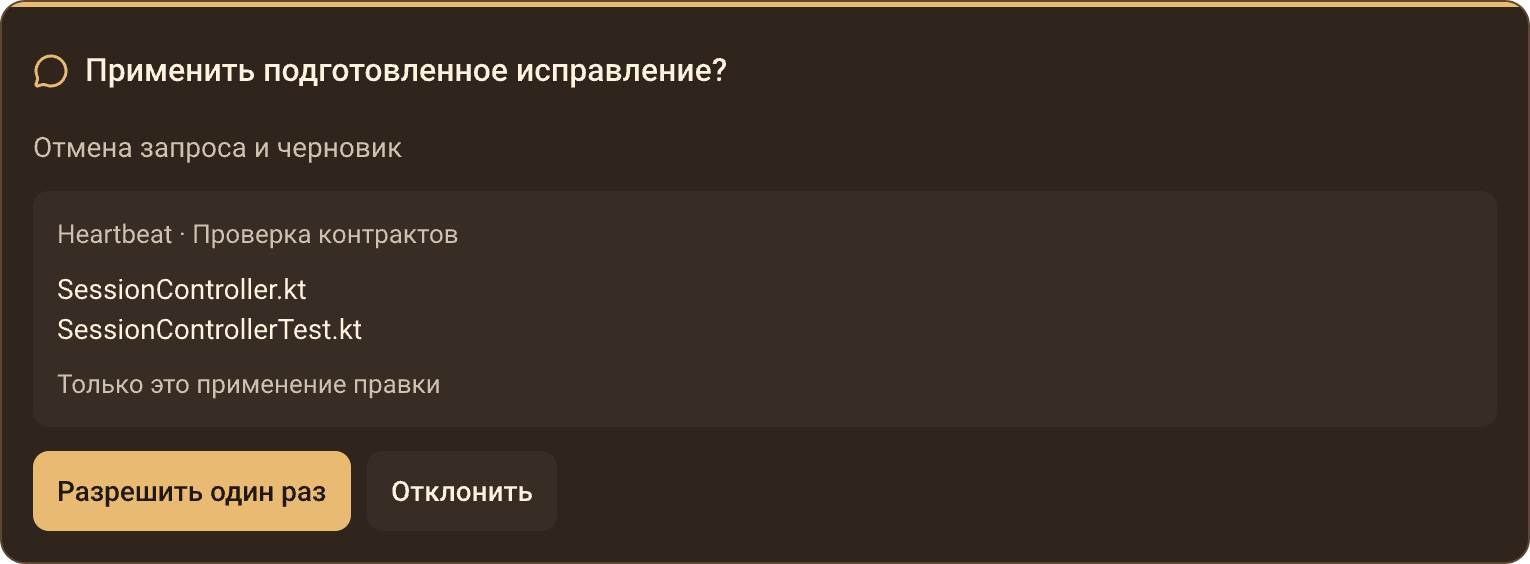 Применить подготовленное исправление?
Отмена запроса и черновик
Heartbeat · Проверка контрактов
SessionController.kt
SessionControllerTest.kt
Только это применение правки
Разрешить один раз
Отклонить